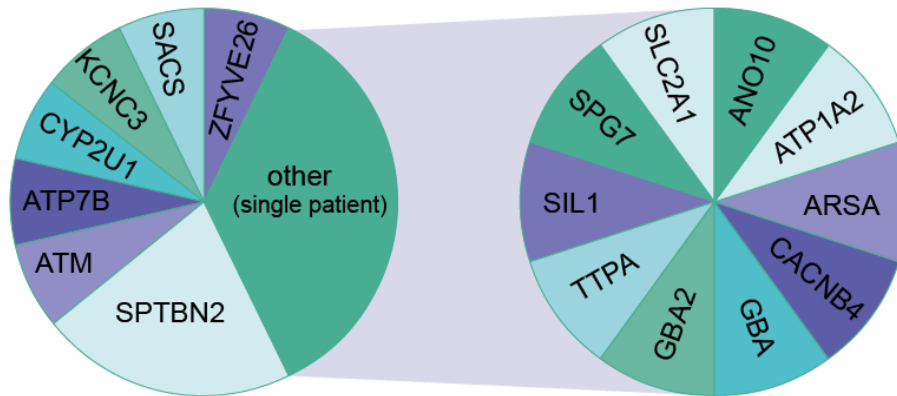 SACS
ZFYVE26
KCNC3
CYP2U1
ATP7B
ATM
SPTBN2
other
(single patient)
SLC2A1
ANO10
ATP1A2
SPG7
SIL1
ARSA
TTPA
CACNB4
GBA2
GBA